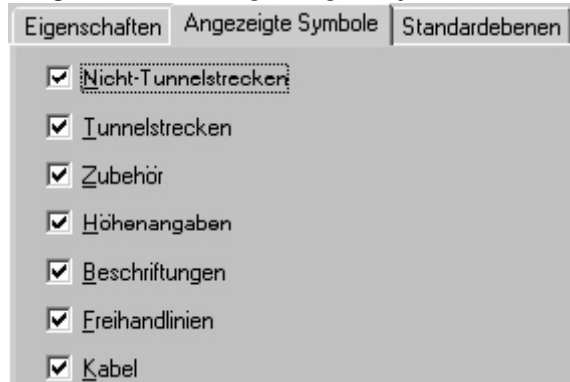 Eigenschaften Angezeigte Symbole Standardebenen
Nicht-Tunnelstrecken
Tunnelstrecken
Zubehör
Höhenangaben
Beschriftungen
Freihandlinien
Kabel